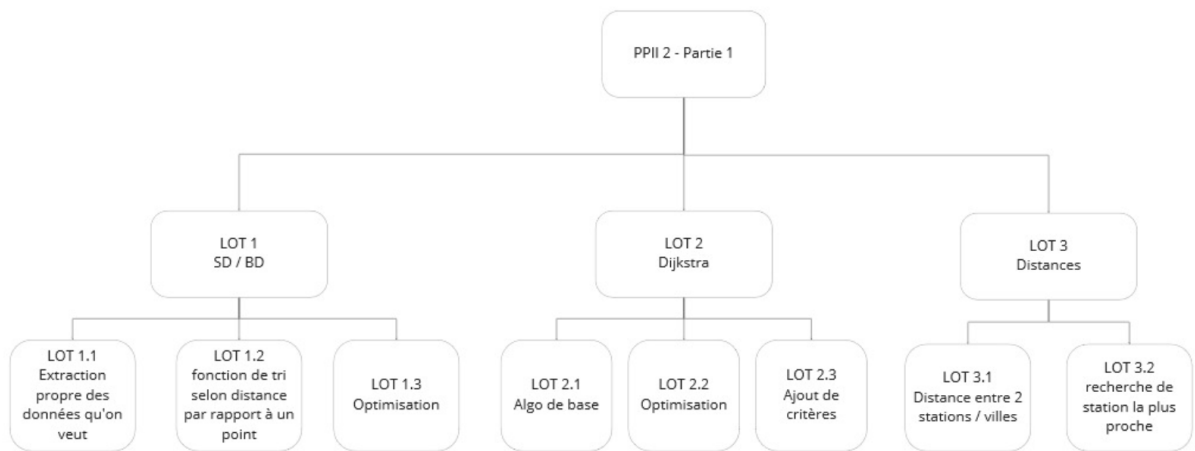 PPII 2 - Partie 1
LOT 1
SD / BD
LOT 2
Dijkstra
LOT 3
Distances
LOT 1.1
Extraction
propre des
données qu'on
veut
LOT 1.2
fonction de tri
selon distance
par rapport à un
point
LOT 1.3
Optimisation
LOT 2.1
Algo de base
LOT 2.2
Optimisation
LOT 2.3
Ajout de
critères
LOT 3.1
Distance entre 2
stations / villes
LOT 3.2
recherche de
station la plus
proche